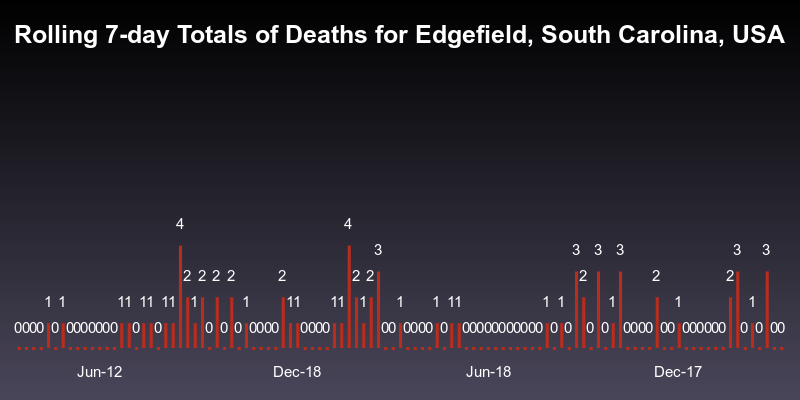 Rolling 7-day Totals of Deaths for Edgefield, South Carolina, USA
4 4
3 3 3 3 3 3
2 2 2 2 2 2 2 2 2 2
1 1 11 11 11 1 1 11 11 1 1 1 11 1 1 1 1 1
0000 0 0000000 0 0 0 0 0 0000 0000 00 0000 0 00000000000 0 0 0 0 0000 00 000000 0 0 00
Jun-12 Dec-18 Jun-18 Dec-17